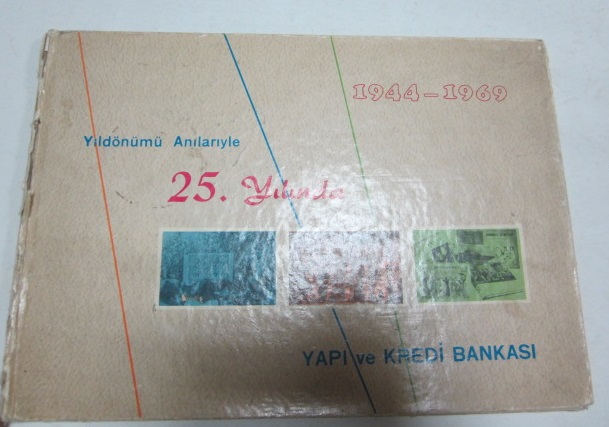 1944-1969
Yıldönümü Anılarıyle
25. Yılında
YAPI ve KREDİ BANKASI